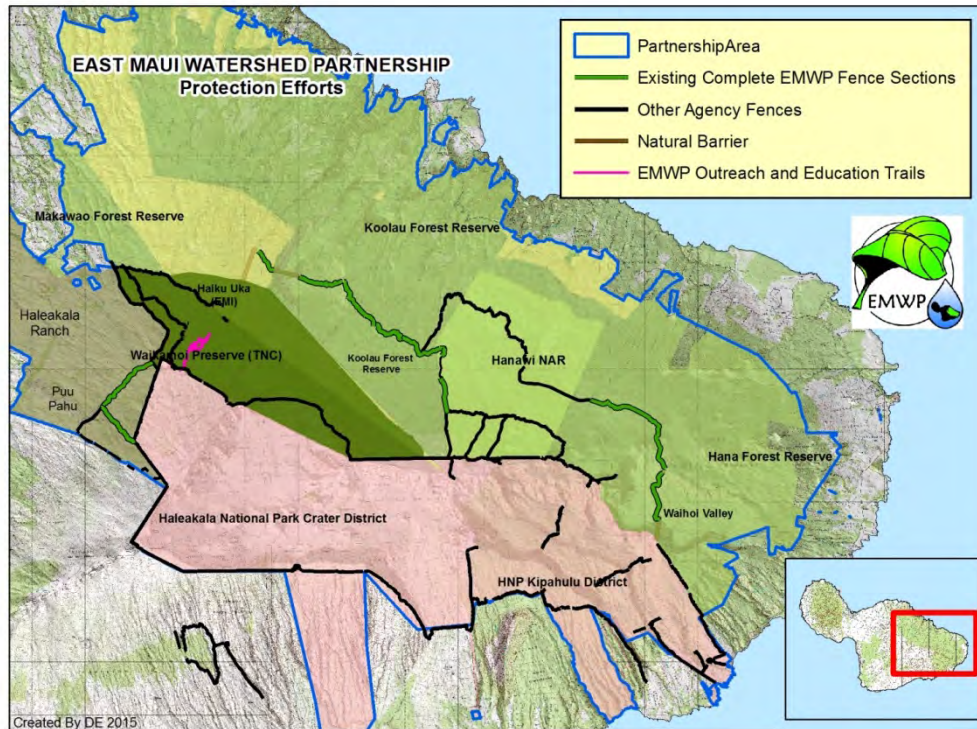 EAST MAUI WATERSHED PARTNERSHIP
Protection Efforts
PartnershipArea
Existing Complete EMWP Fence Sections
Other Agency Fences
Natural Barrier
EMWP Outreach and Education Trails
EMWP
Makawao Forest Reserve
Koolau Forest Reserve
Haiku Uka
(EMI)
Haleakala
Ranch
Waikamoi Preserve (TNC)
Koolau Forest
Reserve
Hanawi NAR
Puu
Pahu
Hana Forest Reserve
Waihoi Valley
Haleakala National Park Crater District
HNP Kipahulu District
Created By DE 2015